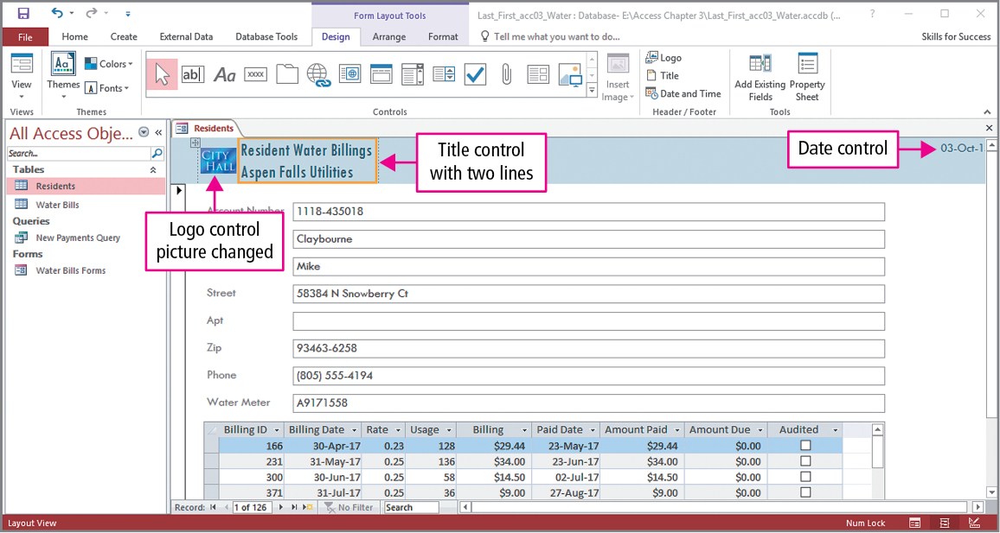 Form Layout Tools
Last_First_acc03_Water : Database- E:\Access Chapter 3\Last_First_acc03_Water.accdb (...
?
File Home Create External Data Database Tools Design Arrange Format Tell me what you want to do... Skills for Success
View
Views
Aa
Themes
Colors
Fonts
Themes
ab
Aa
xxxx
Controls
Insert
Image
Logo
Title
Date and Time
Header / Footer
Add Existing
Fields
Property
Sheet
Tools
All Access Obje...
Search...
Tables
Residents
Water Bills
Queries
New Payments Query
Forms
Water Bills Forms
Residents
CITY
HALL
Resident Water Billings
Aspen Falls Utilities
Title control
with two lines
Date control
03-Oct-1
Logo control
picture changed
Account Number 1118-435018
Claybourne
Mike
Street 58384 N Snowberry Ct
Apt
Zip 93463-6258
Phone (805) 555-4194
Water Meter A9171558
Billing ID Billing Date Rate Usage Billing Paid Date Amount Paid Amount Due Audited
166 30-Apr-17 0.23 128 $29.44 23-May-17 $29.44 $0.00
231 31-May-17 0.25 136 $34.00 23-Jun-17 $34.00 $0.00
300 30-Jun-17 0.25 58 $14.50 02-Jul-17 $14.50 $0.00
371 31-Jul-17 0.25 36 $9.00 27-Aug-17 $9.00 $0.00
Record: 1 of 126 No Filter Search
Layout View Num Lock